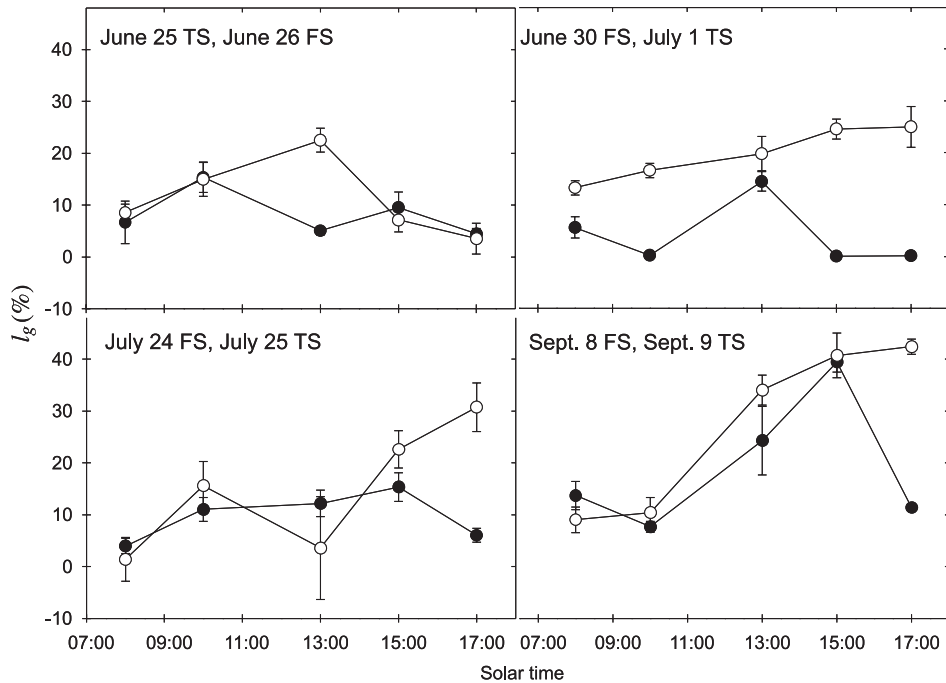 June 25 TS, June 26 FS
June 30 FS, July 1 TS
40
30
20
10
0
-10
l_g (%)
July 24 FS, July 25 TS
Sept. 8 FS, Sept. 9 TS
40
30
20
10
0
-10
07:00 09:00 11:00 13:00 15:00 17:00 07:00 09:00 11:00 13:00 15:00 17:00
Solar time